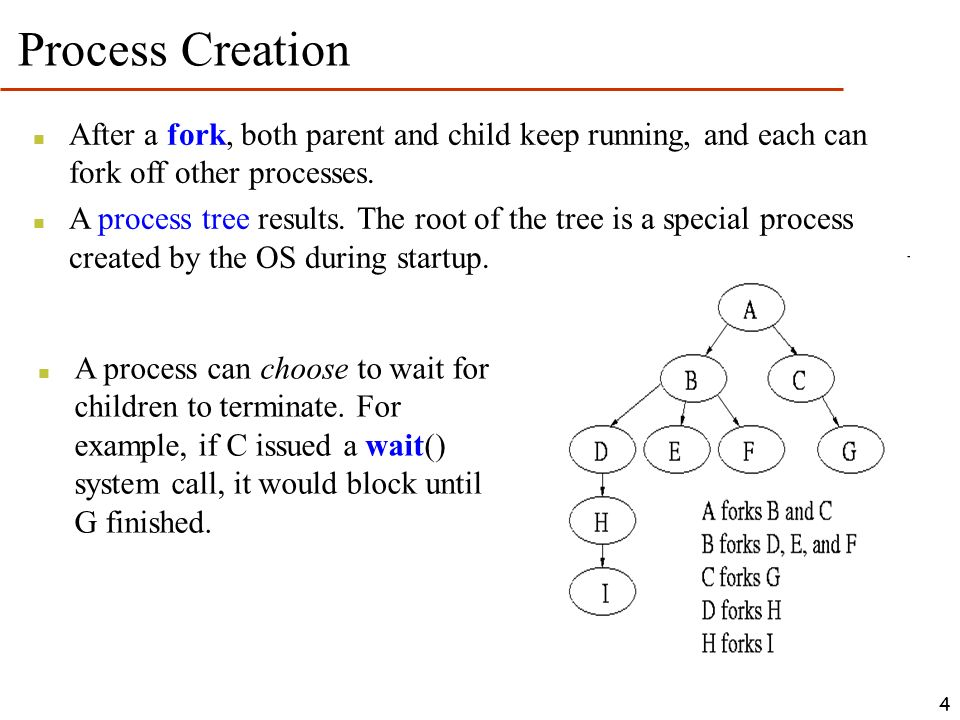 Process Creation
After a fork, both parent and child keep running, and each can
fork off other processes.
A process tree results. The root of the tree is a special process
created by the OS during startup.
A process can choose to wait for
children to terminate. For
example, if C issued a wait()
system call, it would block until
G finished.
A
B C
D E F G
H
I
A forks B and C
B forks D, E, and F
C forks G
D forks H
H forks I
4